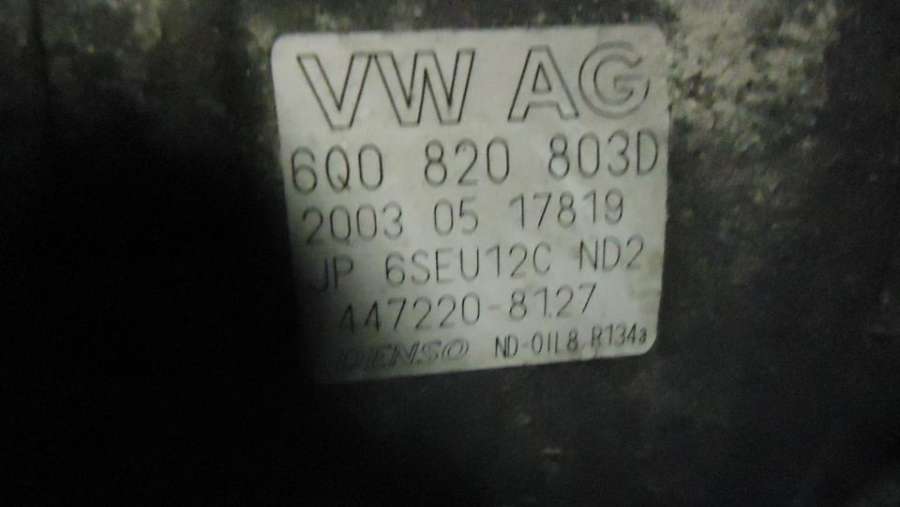 VW AG
6Q0 820 803D
2003 05 17819
JP 6SEU12C ND2
447220-8127
DENSO ND-OIL8 R134a